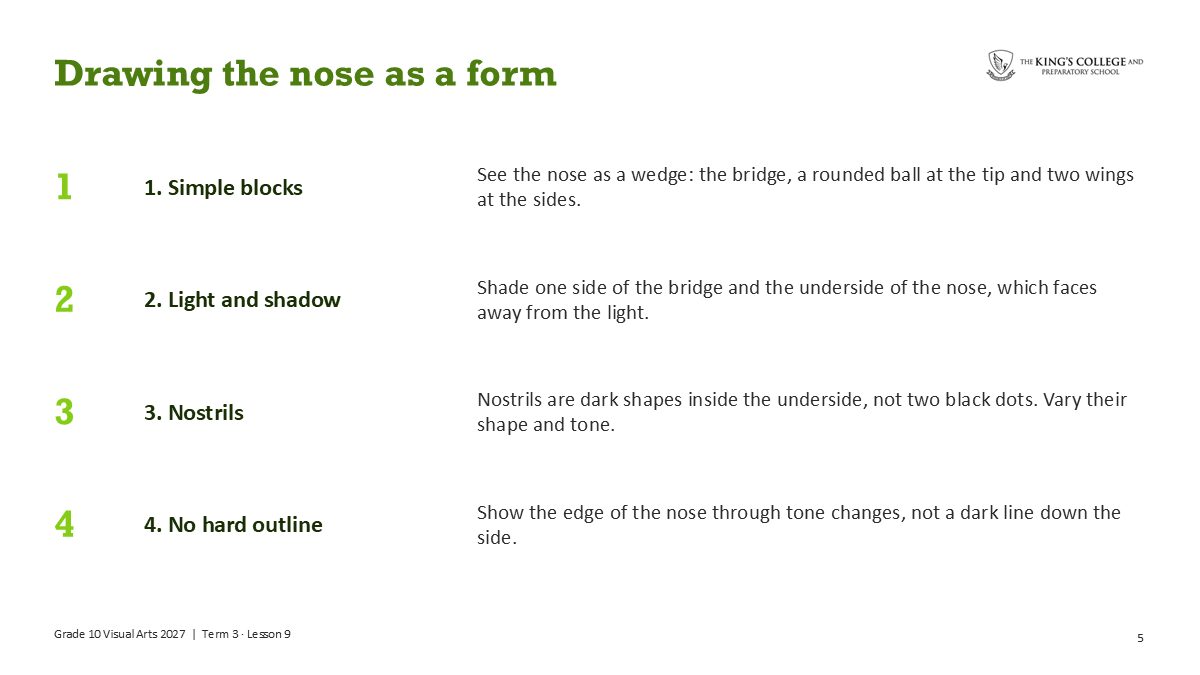 Drawing the nose as a form
THE KING'S COLLEGE AND
PREPARATORY SCHOOL
1
1. Simple blocks
See the nose as a wedge: the bridge, a rounded ball at the tip and two wings
at the sides.
2
2. Light and shadow
Shade one side of the bridge and the underside of the nose, which faces
away from the light.
3
3. Nostrils
Nostrils are dark shapes inside the underside, not two black dots. Vary their
shape and tone.
4
4. No hard outline
Show the edge of the nose through tone changes, not a dark line down the
side.
Grade 10 Visual Arts 2027 | Term 3 · Lesson 9
5